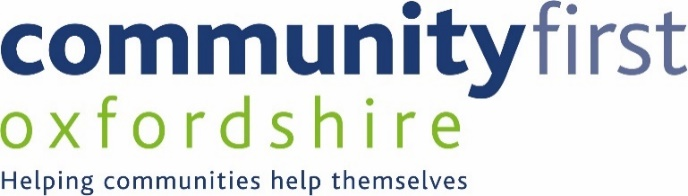 communityfirst
oxfordshire
Helping communities help themselves